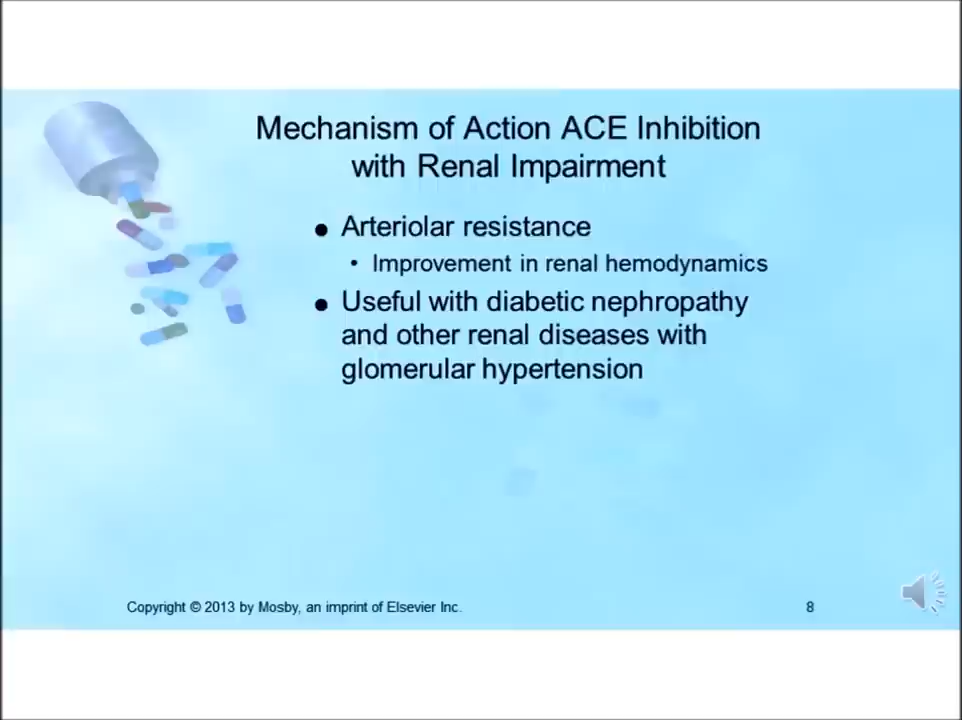 Mechanism of Action ACE Inhibition
with Renal Impairment
● Arteriolar resistance
• Improvement in renal hemodynamics
● Useful with diabetic nephropathy
and other renal diseases with
glomerular hypertension
Copyright © 2013 by Mosby, an imprint of Elsevier Inc.
8